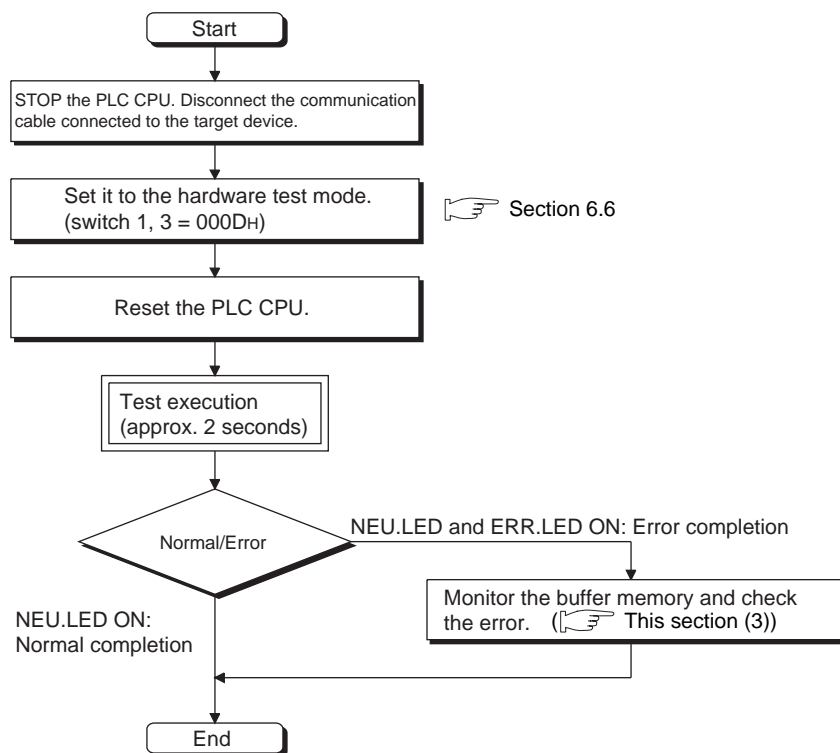 Start
STOP the PLC CPU. Disconnect the communication
cable connected to the target device.
Set it to the hardware test mode.
(switch 1, 3 = 000DH)
Section 6.6
Reset the PLC CPU.
Test execution
(approx. 2 seconds)
Normal/Error
NEU.LED and ERR.LED ON: Error completion
NEU.LED ON:
Normal completion
Monitor the buffer memory and check
the error. ( This section (3))
End